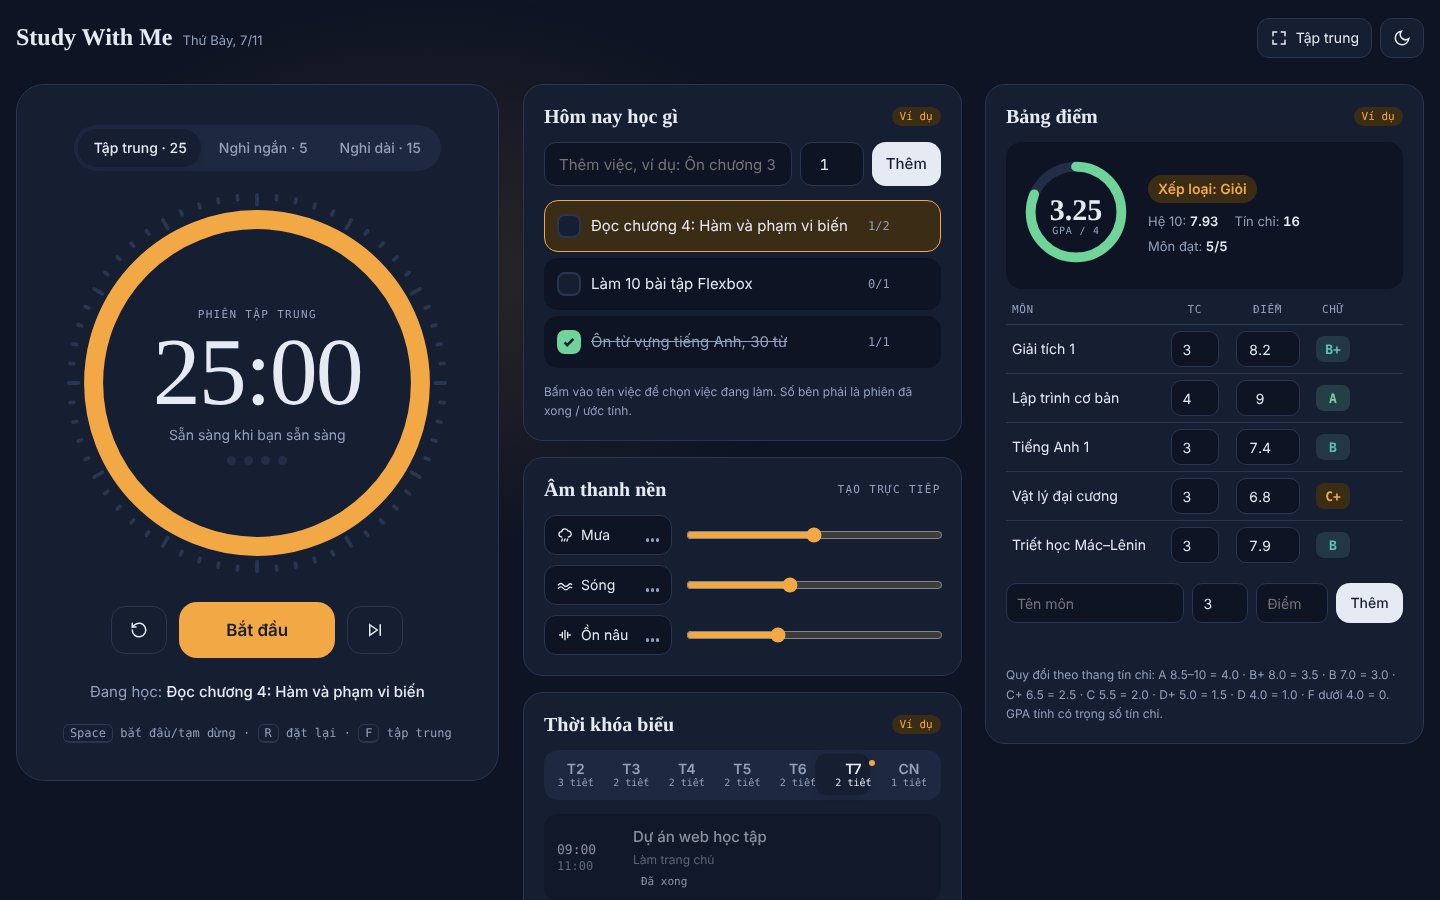 Study With Me Thứ Bảy, 7/11
Tập trung
Tập trung · 25 Nghỉ ngắn · 5 Nghỉ dài · 15
PHIÊN TẬP TRUNG
25:00
Sẵn sàng khi bạn sẵn sàng
Bắt đầu
Đang học: Đọc chương 4: Hàm và phạm vi biến
Space bắt đầu/tạm dừng · R đặt lại · F tập trung
Hôm nay học gì Ví dụ
Thêm việc, ví dụ: Ôn chương 3 1 Thêm
Đọc chương 4: Hàm và phạm vi biến 1/2
Làm 10 bài tập Flexbox 0/1
Ôn từ vựng tiếng Anh, 30 từ 1/1
Bấm vào tên việc để chọn việc đang làm. Số bên phải là phiên đã
xong / ước tính.
Âm thanh nền TẠO TRỰC TIẾP
Mưa
Sóng
Ồn nâu
Thời khóa biểu Ví dụ
T2 T3 T4 T5 T6 T7 CN
3 tiết 2 tiết 2 tiết 2 tiết 2 tiết 2 tiết 1 tiết
09:00 Dự án web học tập
11:00 Làm trang chủ
Đã xong
Bảng điểm Ví dụ
3.25
GPA / 4
Xếp loại: Giỏi
Hệ 10: 7.93 Tín chỉ: 16
Môn đạt: 5/5
MÔN TC ĐIỂM CHỮ
Giải tích 1 3 8.2 B+
Lập trình cơ bản 4 9 A
Tiếng Anh 1 3 7.4 B
Vật lý đại cương 3 6.8 C+
Triết học Mác–Lênin 3 7.9 B
Tên môn 3 Điểm Thêm
Quy đổi theo thang tín chỉ: A 8.5–10 = 4.0 · B+ 8.0 = 3.5 · B 7.0 = 3.0 ·
C+ 6.5 = 2.5 · C 5.5 = 2.0 · D+ 5.0 = 1.5 · D 4.0 = 1.0 · F dưới 4.0 = 0.
GPA tính có trọng số tín chỉ.